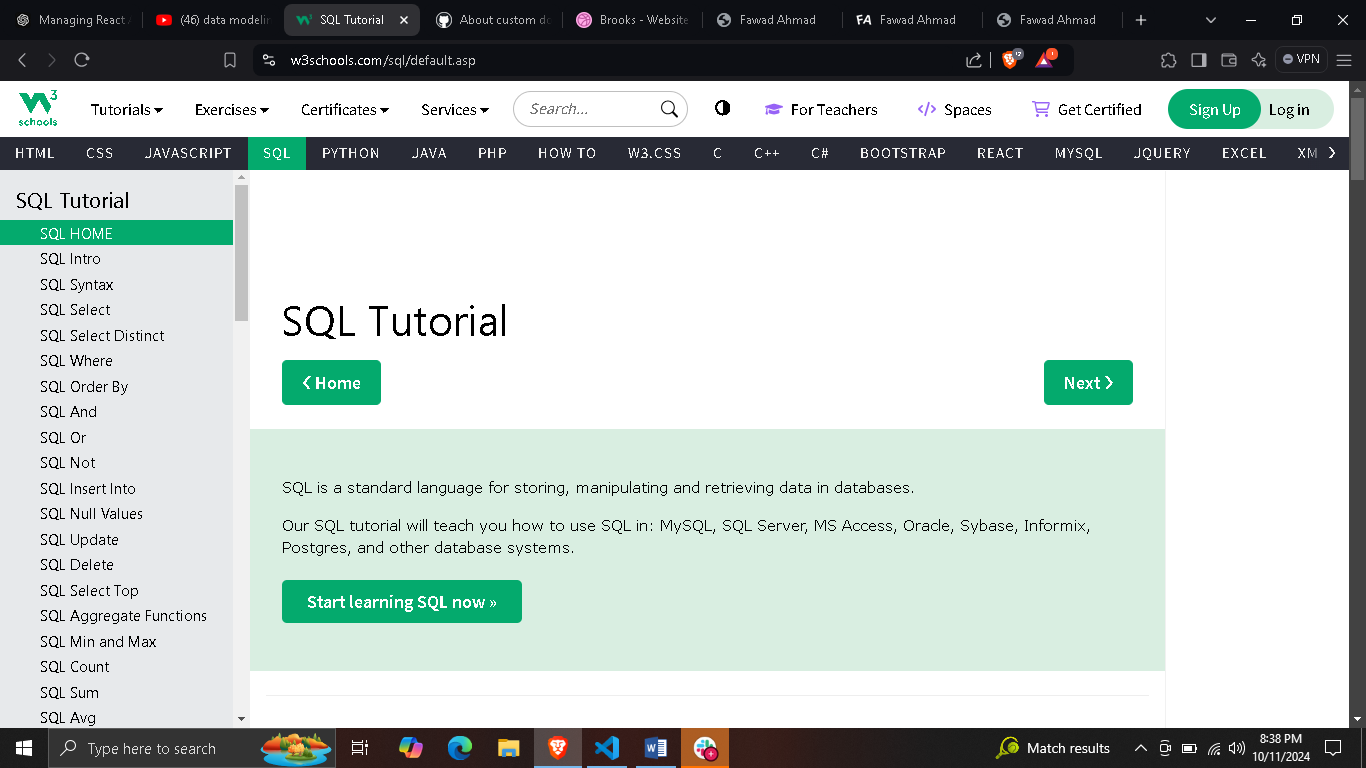 Managing React A
(46) data modelin
SQL Tutorial
About custom do
Brooks - Website
Fawad Ahmad
FA Fawad Ahmad
Fawad Ahmad
w3schools.com/sql/default.asp
VPN
W3 schools
Tutorials
Exercises
Certificates
Services
Search...
For Teachers
Spaces
Get Certified
Sign Up
Log in
HTML CSS JAVASCRIPT SQL PYTHON JAVA PHP HOW TO W3.CSS C C++ C# BOOTSTRAP REACT MYSQL JQUERY EXCEL XM
SQL Tutorial
SQL HOME
SQL Intro
SQL Syntax
SQL Select
SQL Select Distinct
SQL Where
SQL Order By
SQL And
SQL Or
SQL Not
SQL Insert Into
SQL Null Values
SQL Update
SQL Delete
SQL Select Top
SQL Aggregate Functions
SQL Min and Max
SQL Count
SQL Sum
SQL Avg
SQL Tutorial
❮ Home
Next ❯
SQL is a standard language for storing, manipulating and retrieving data in databases.
Our SQL tutorial will teach you how to use SQL in: MySQL, SQL Server, MS Access, Oracle, Sybase, Informix,
Postgres, and other database systems.
Start learning SQL now »
Type here to search
Match results
8:38 PM
10/11/2024